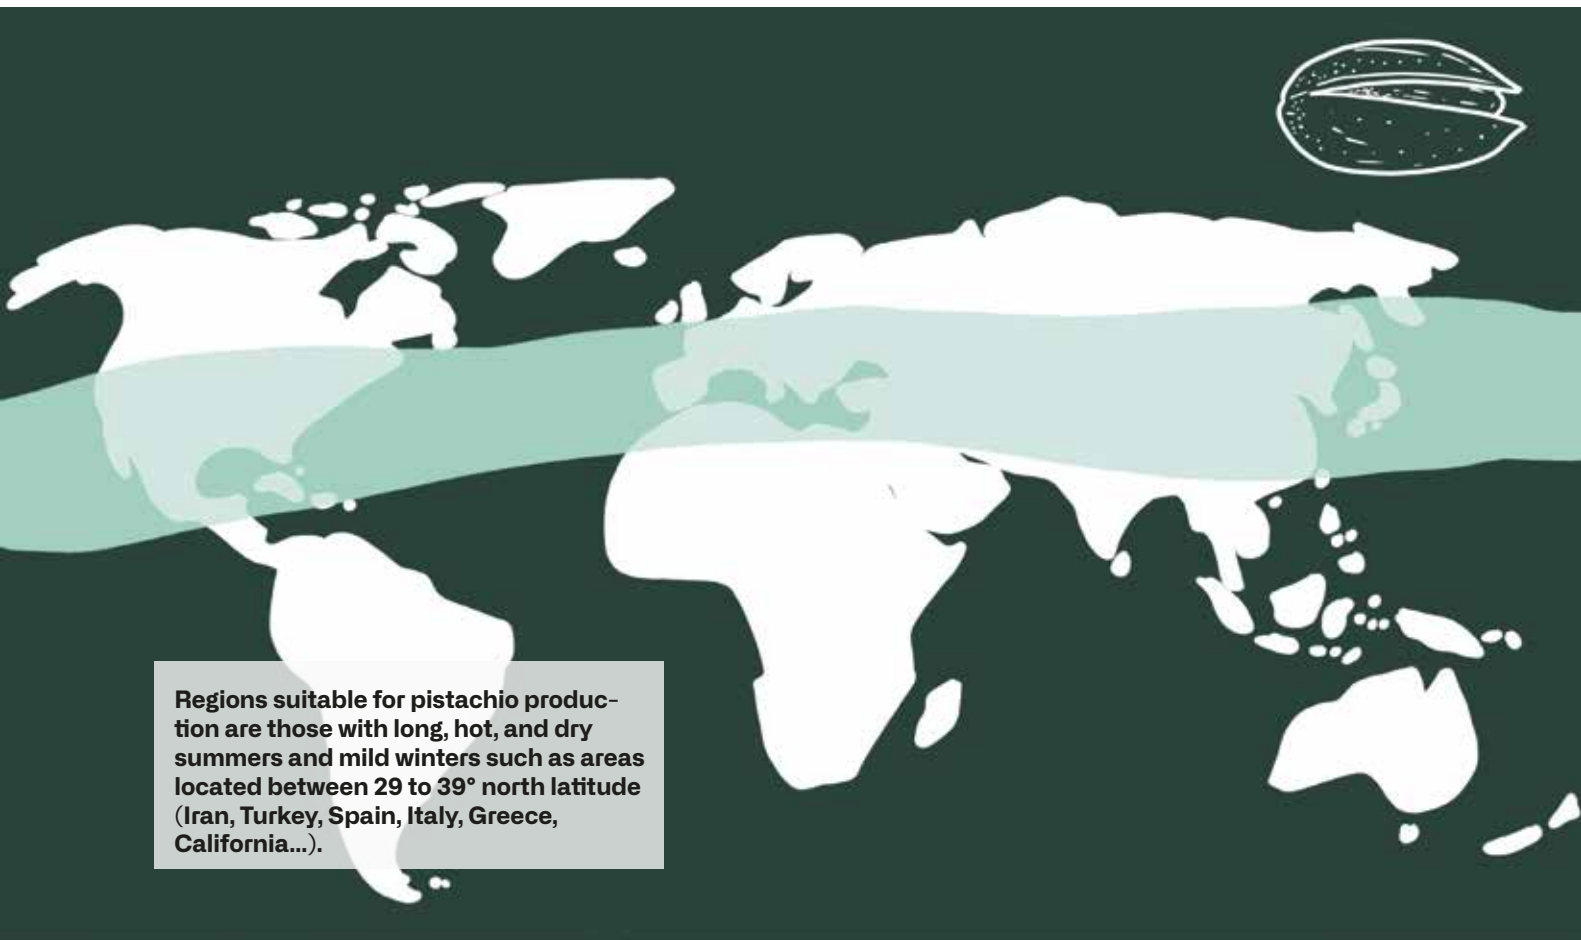 Regions suitable for pistachio produc-
tion are those with long, hot, and dry
summers and mild winters such as areas
located between 29 to 39° north latitude
(Iran, Turkey, Spain, Italy, Greece,
California...).